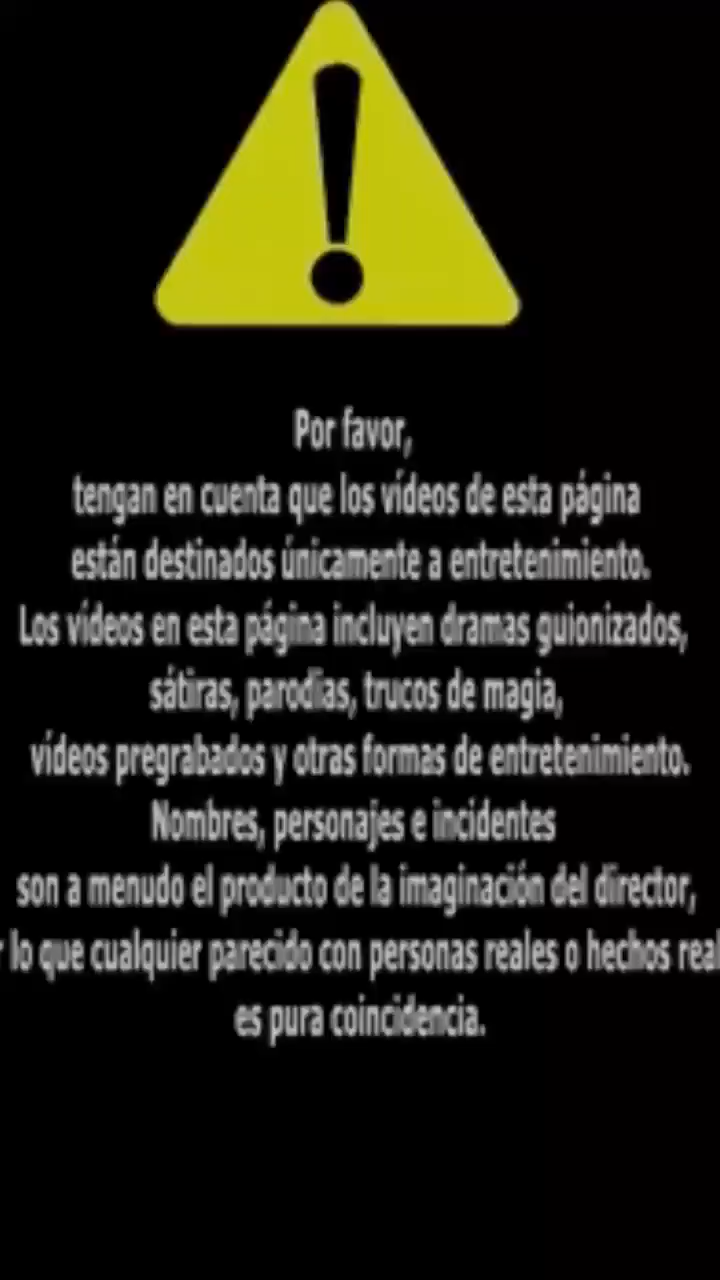 Por favor,
tengan en cuenta que los vídeos de esta página
están destinados únicamente a entretenimiento.
Los vídeos en esta página incluyen dramas guionizados,
sátiras, parodias, trucos de magia,
vídeos pregrabados y otras formas de entretenimiento.
Nombres, personajes e incidentes
son a menudo el producto de la imaginación del director,
lo que cualquier parecido con personas reales o hechos
es pura coincidencia.